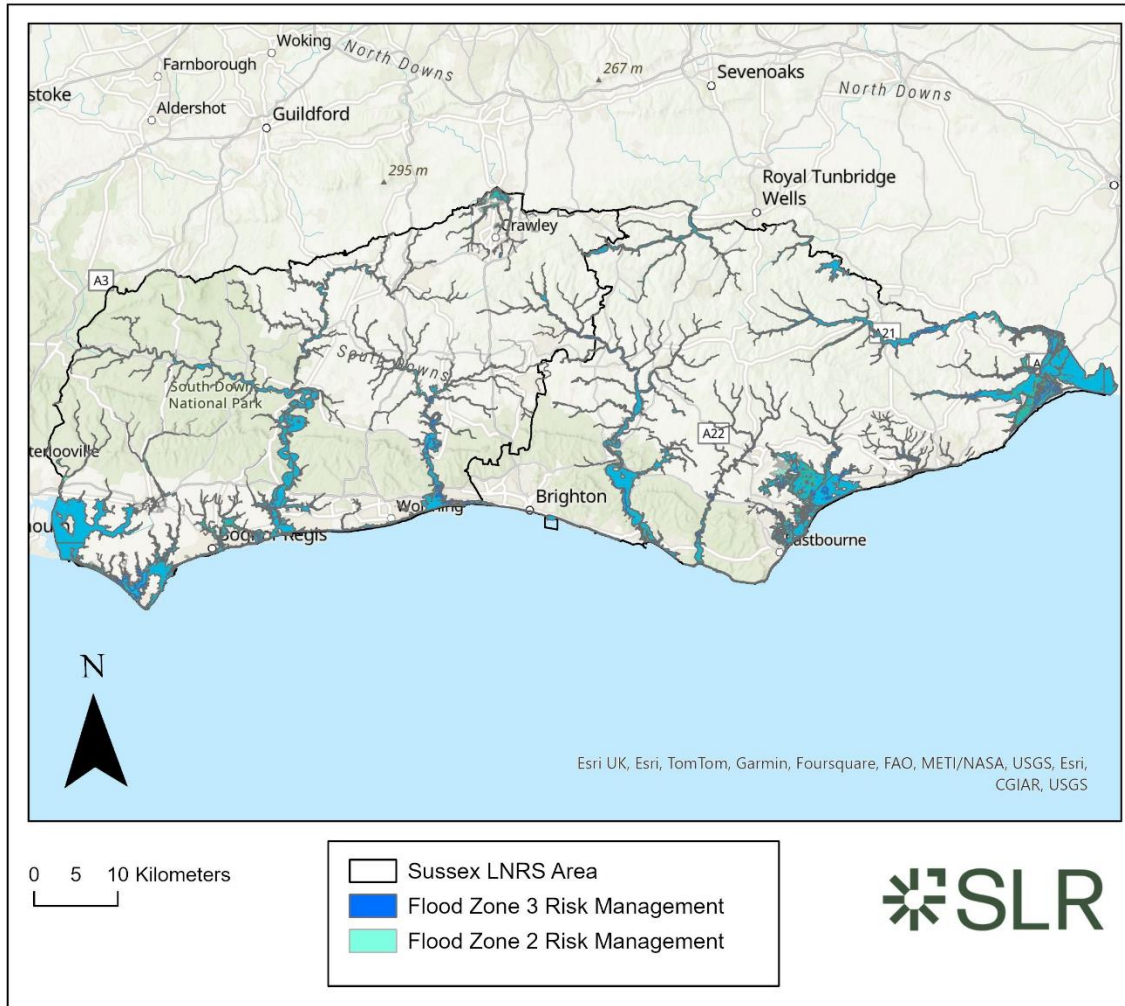 Woking
North Downs
Farnborough
267 m
Sevenoaks
stoke
Aldershot
North Downs
Guildford
295 m
Royal Tunbridge
Wells
Crawley
A3
A21
South Downs
South Downs
National Park
A22
Brighton
Eastbourne
N
Esri UK, Esri, TomTom, Garmin, Foursquare, FAO, METI/NASA, USGS, Esri,
CGIAR, USGS
0 5 10 Kilometers
Sussex LNRS Area
Flood Zone 3 Risk Management
Flood Zone 2 Risk Management
SLR